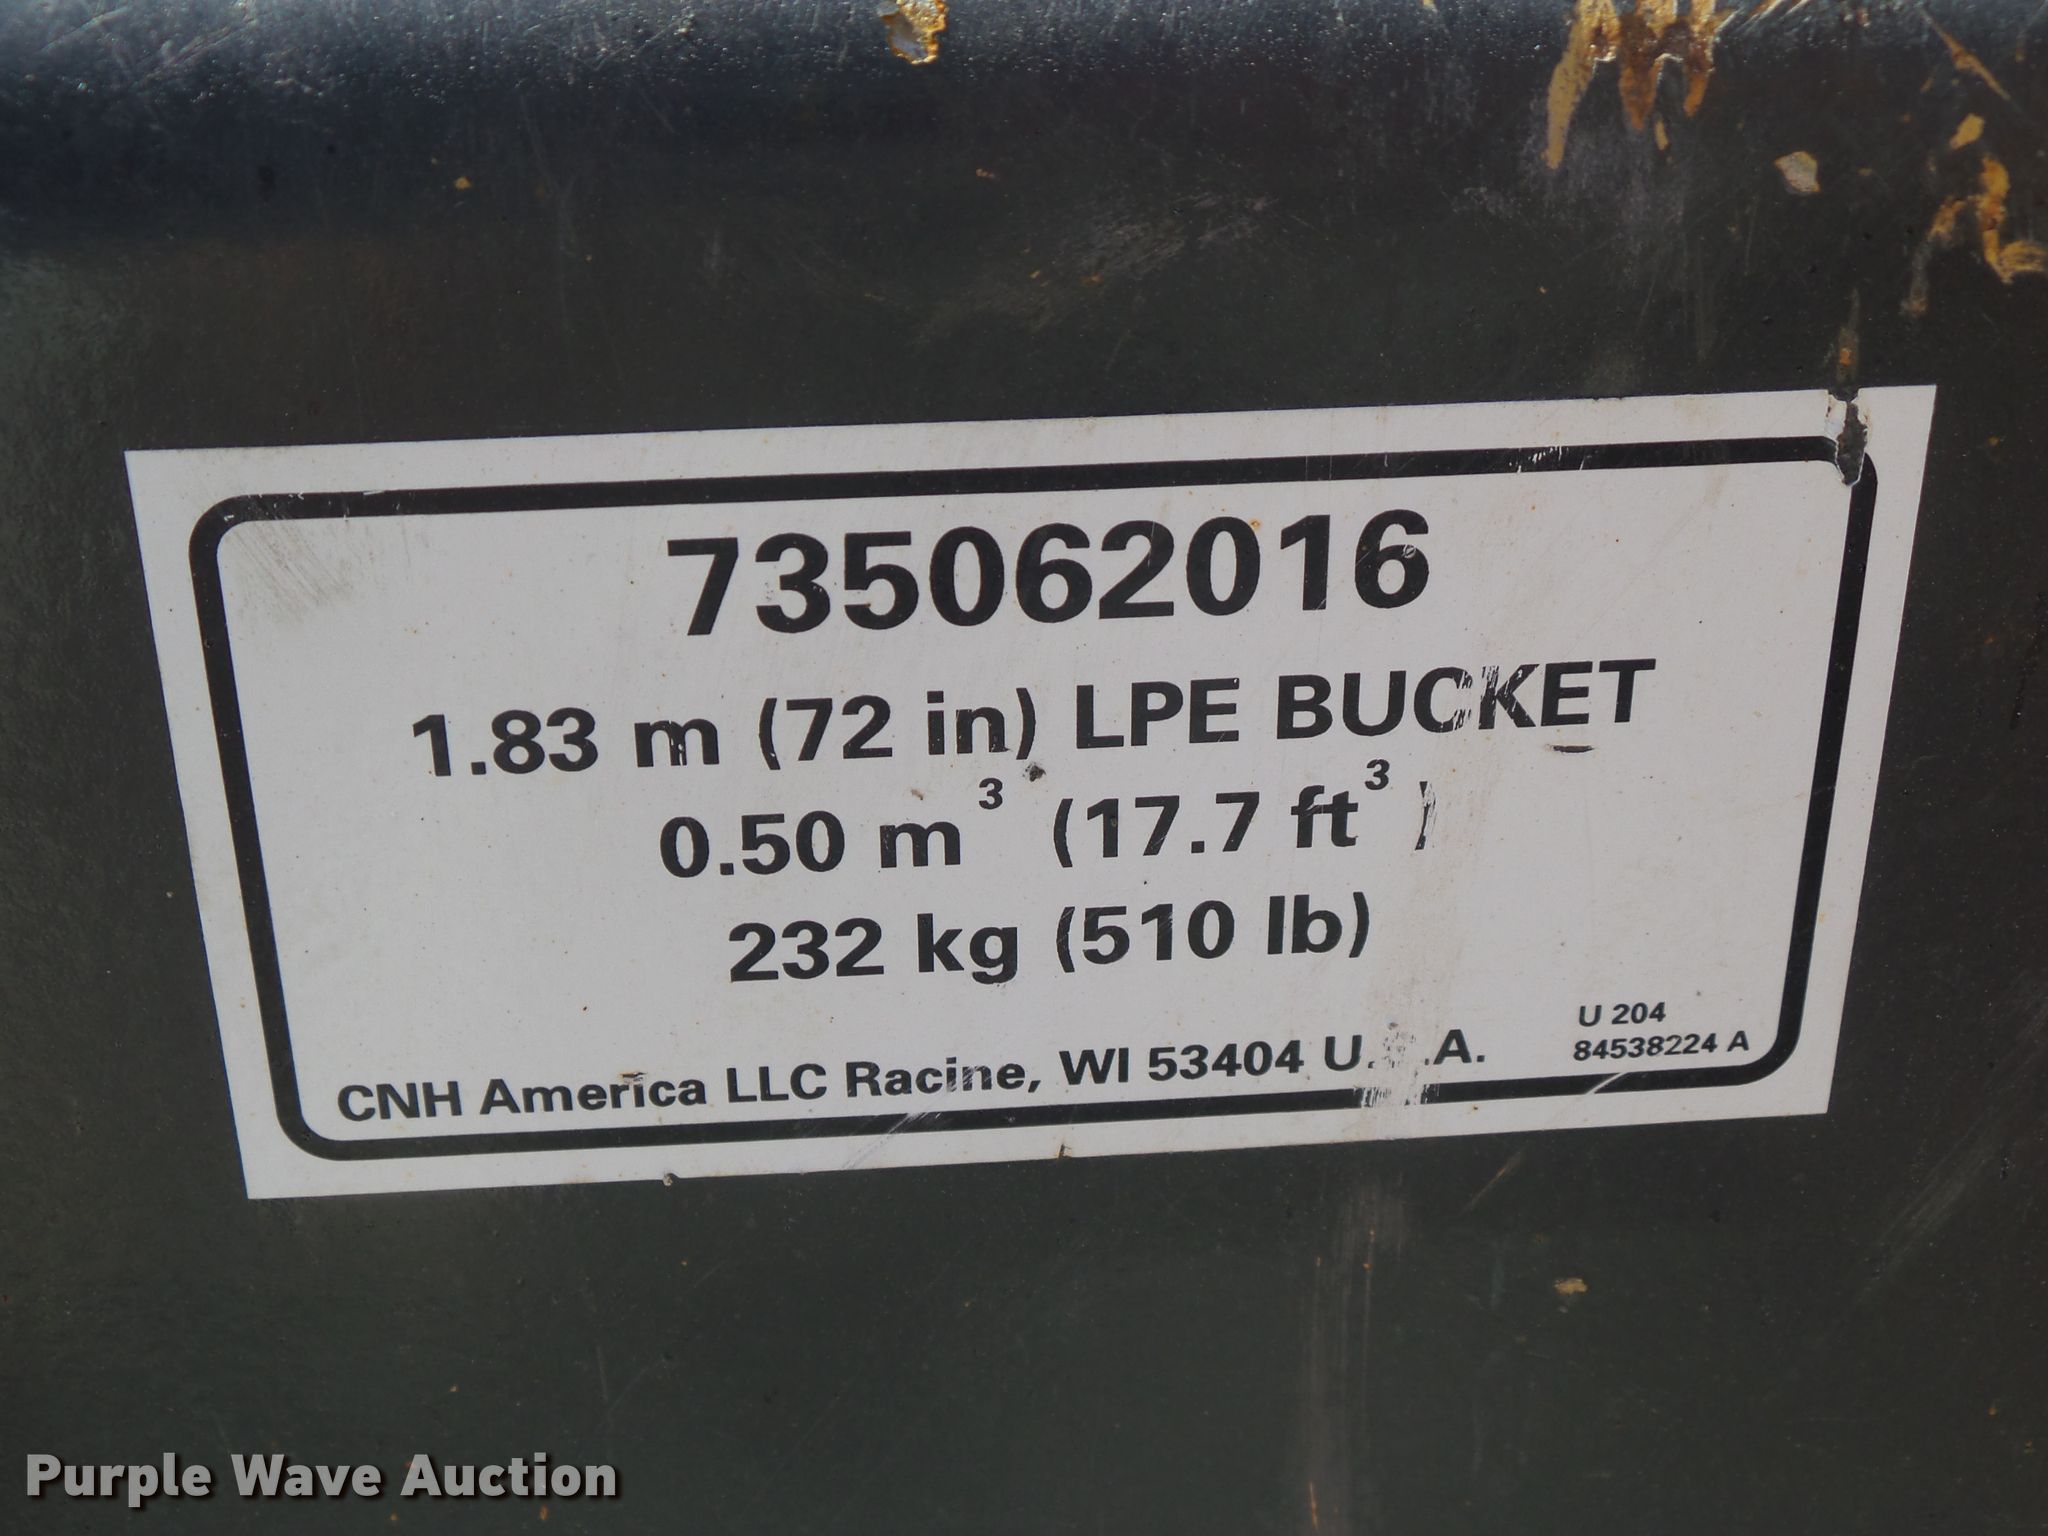 735062016
1.83 m (72 in) LPE BUCKET
0.50 m³ (17.7 ft³)
232 kg (510 lb)
CNH America LLC Racine, WI 53404 U.S.A.
U 204
84538224 A
Purple Wave Auction